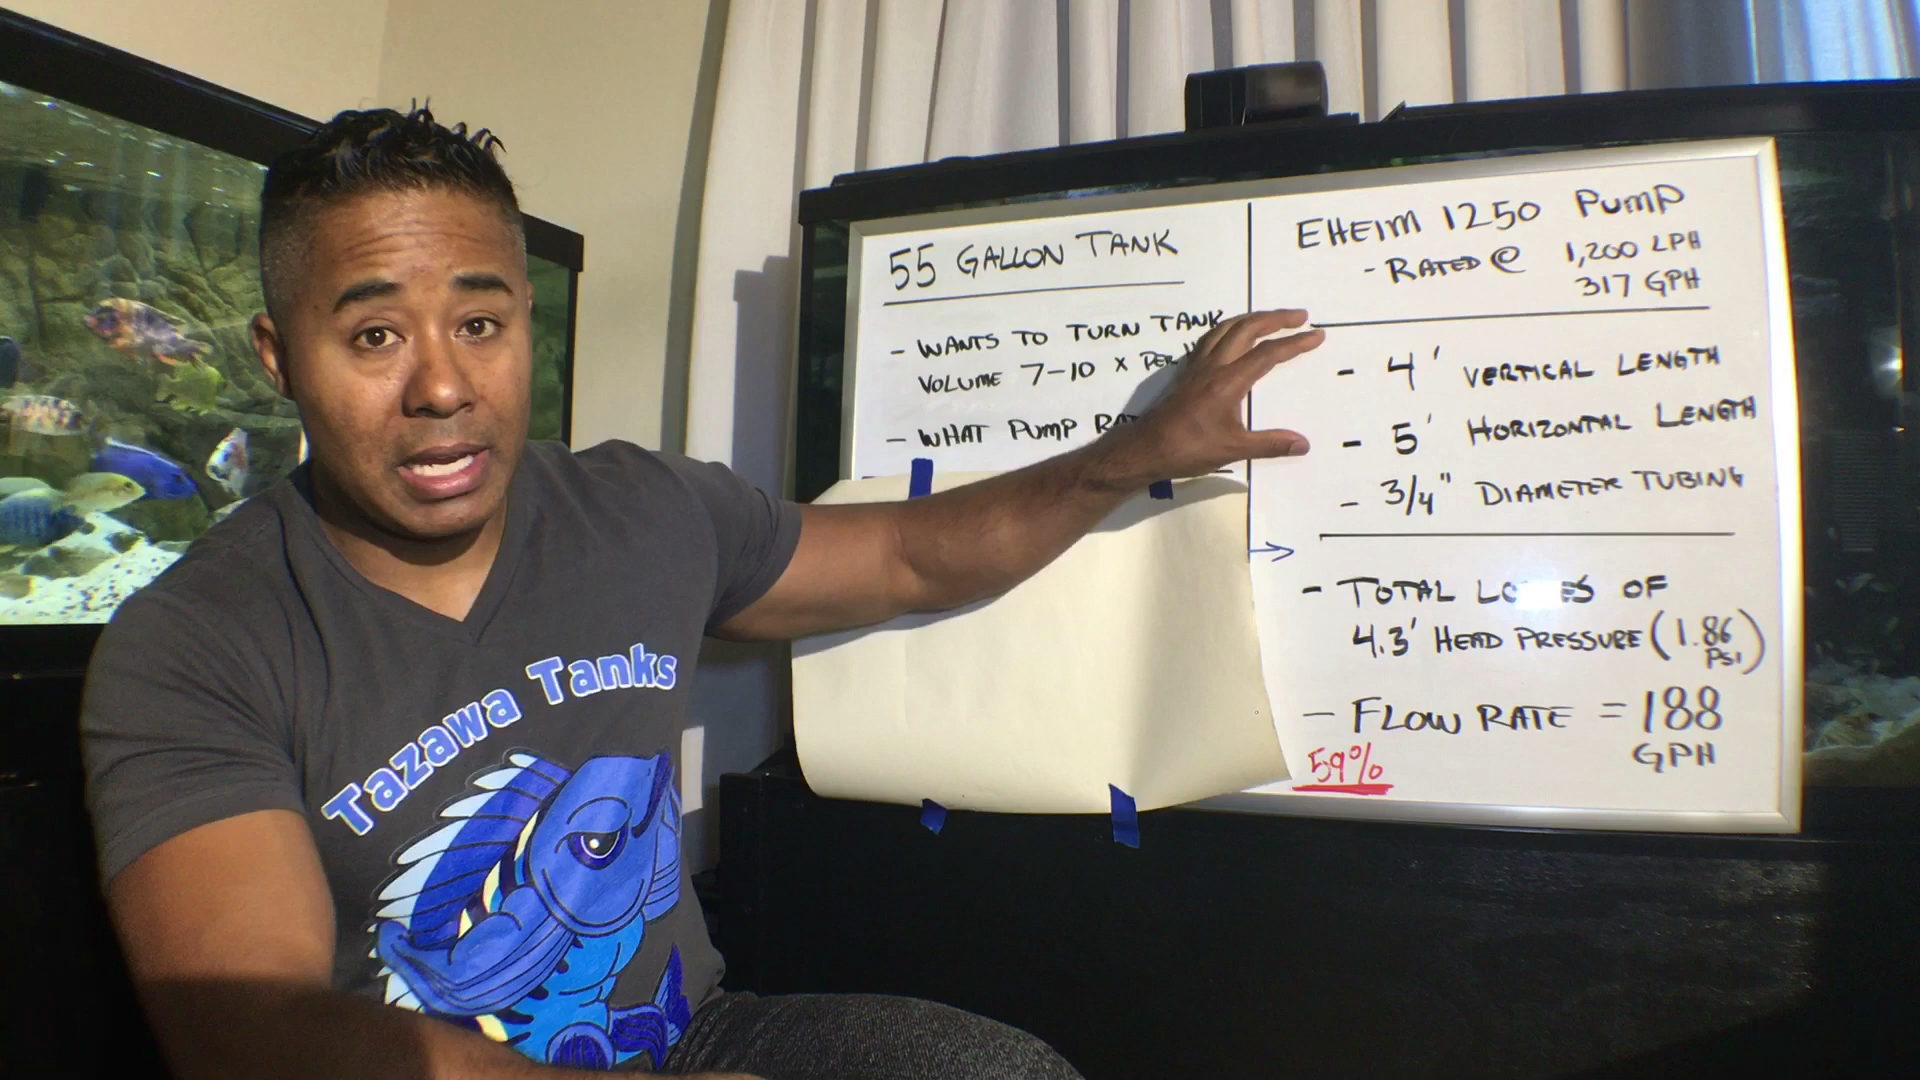 Tazawa Tanks
55 GALLON TANK
- WANTS TO TURN TANK
VOLUME 7-10 X PER
- WHAT PUMP
EHEIM 1250 PUMP
- RATED @ 1,200 LPH
317 GPH
- 4' VERTICAL LENGTH
- 5' HORIZONTAL LENGTH
- 3/4" DIAMETER TUBING
- TOTAL OF
4.3' HEAD PRESSURE (1.86
PSI)
- FLOW RATE = 188
GPH
59%